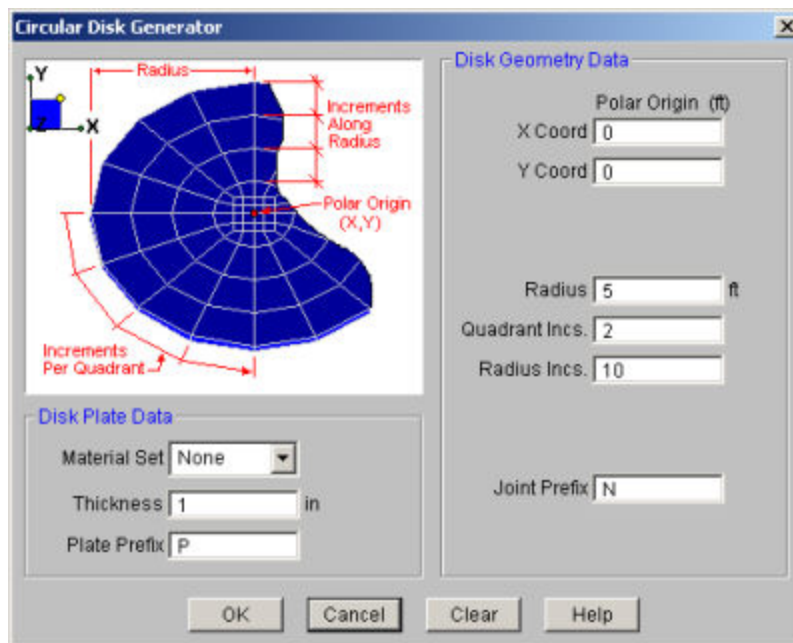 Circular Disk Generator
Y
Z
X
Radius
Increments
Along
Radius
Polar Origin
(X,Y)
Increments
Per Quadrant
Disk Plate Data
Material Set None
Thickness 1 in
Plate Prefix P
Disk Geometry Data
Polar Origin (ft)
X Coord 0
Y Coord 0
Radius 5 ft
Quadrant Incs. 2
Radius Incs. 10
Joint Prefix N
OK Cancel Clear Help